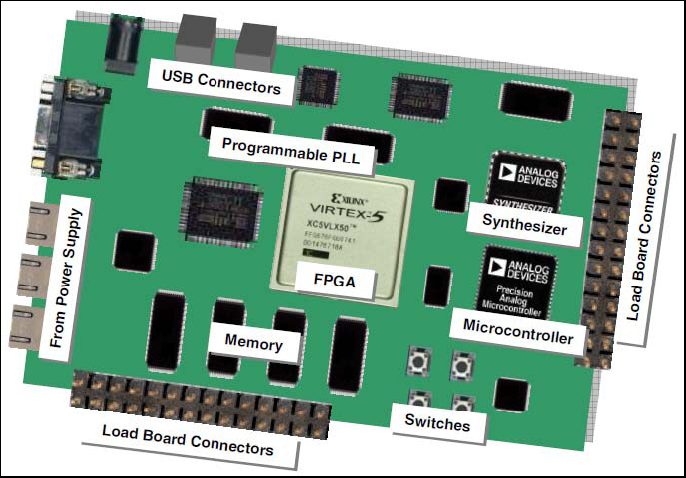 USB Connectors
Programmable PLL
ANALOG
DEVICES
SYNTHESIZER
Synthesizer
Load Board Connectors
XILINX
VIRTEX-5
XC5VLX50™
FPGA
ANALOG
DEVICES
Precision
Analog
Microcontroller
Microcontroller
From Power Supply
Memory
Switches
Load Board Connectors